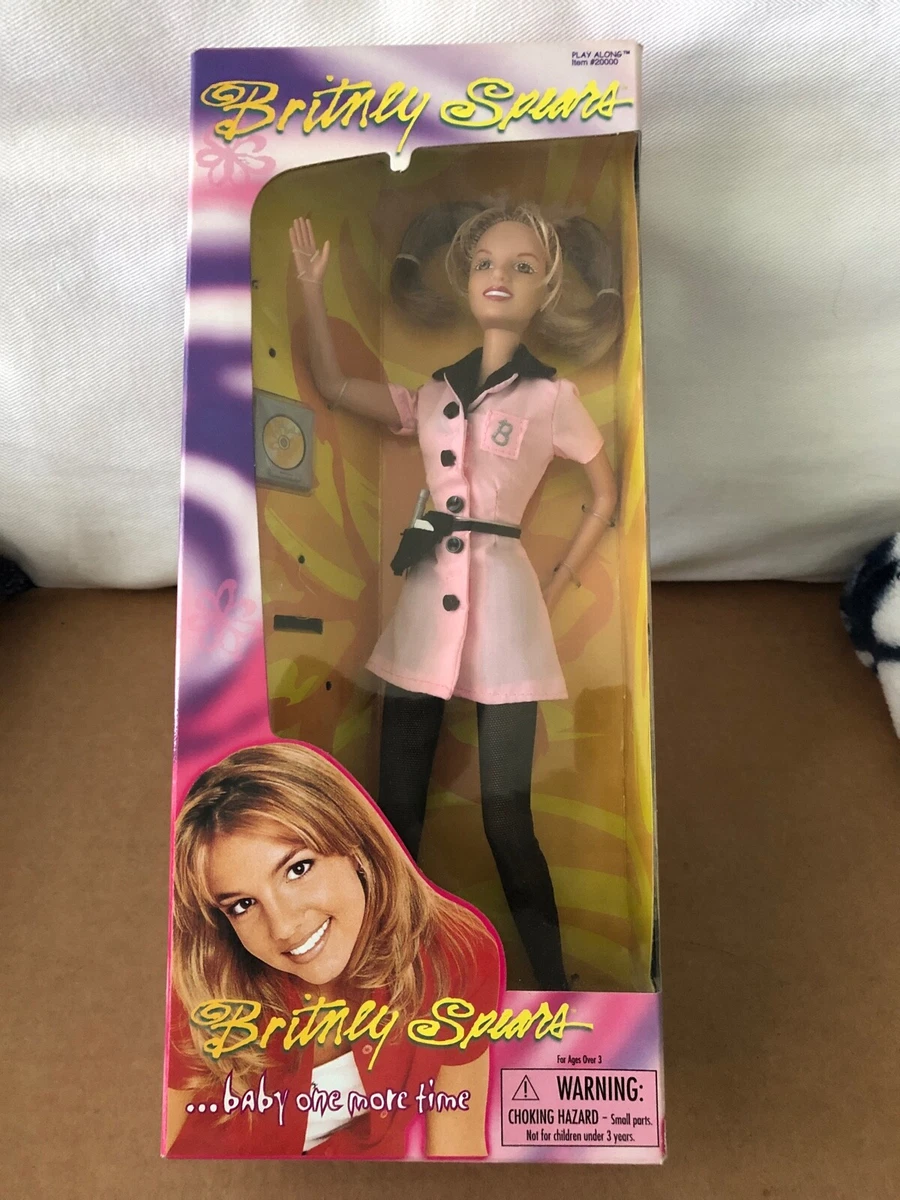 PLAY ALONG™
Item #20000
Britney Spears
B
Britney Spears
...baby one more time
For Ages Over 3
WARNING:
CHOKING HAZARD - Small parts.
Not for children under 3 years.